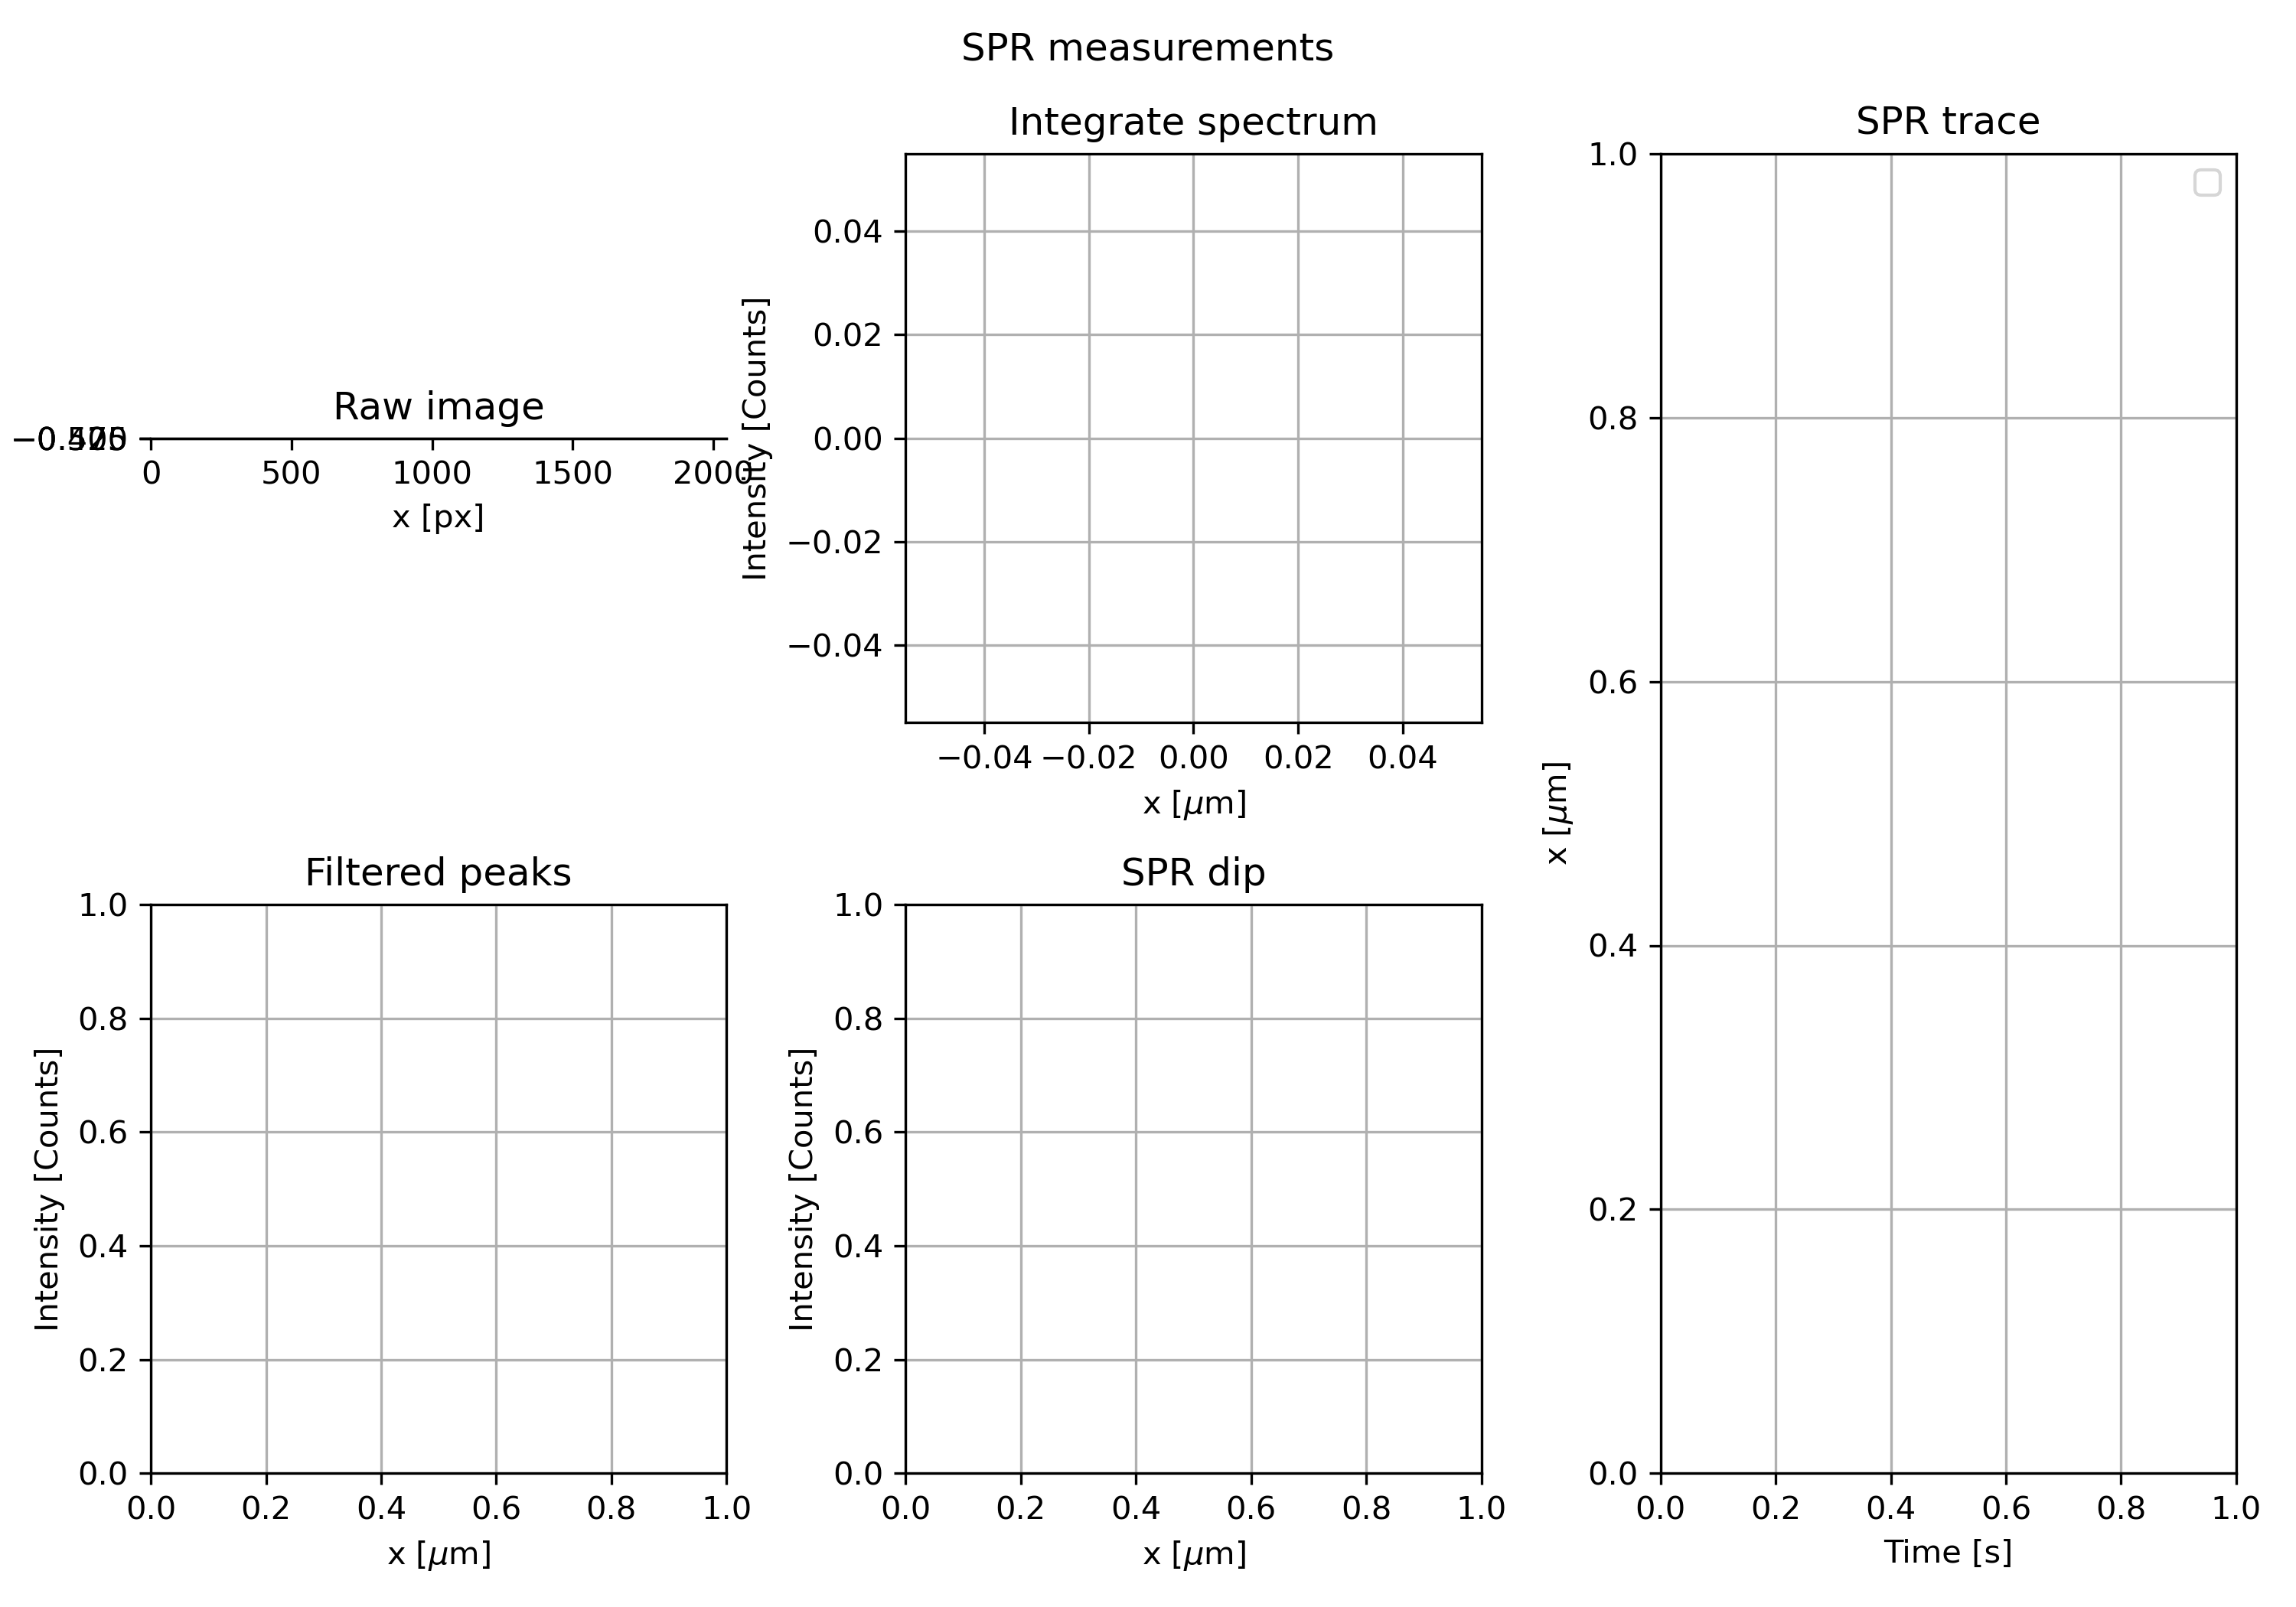 SPR measurements
Raw image
0 500 1000 1500 2000
x [px]
Integrate spectrum
Intensity [Counts]
0.04
0.02
0.00
−0.02
−0.04
−0.04 −0.02 0.00 0.02 0.04
x [μm]
SPR trace
x [μm]
1.0
0.8
0.6
0.4
0.2
0.0
0.0 0.2 0.4 0.6 0.8 1.0
Time [s]
Filtered peaks
Intensity [Counts]
1.0
0.8
0.6
0.4
0.2
0.0
0.0 0.2 0.4 0.6 0.8 1.0
x [μm]
SPR dip
Intensity [Counts]
1.0
0.8
0.6
0.4
0.2
0.0
0.0 0.2 0.4 0.6 0.8 1.0
x [μm]